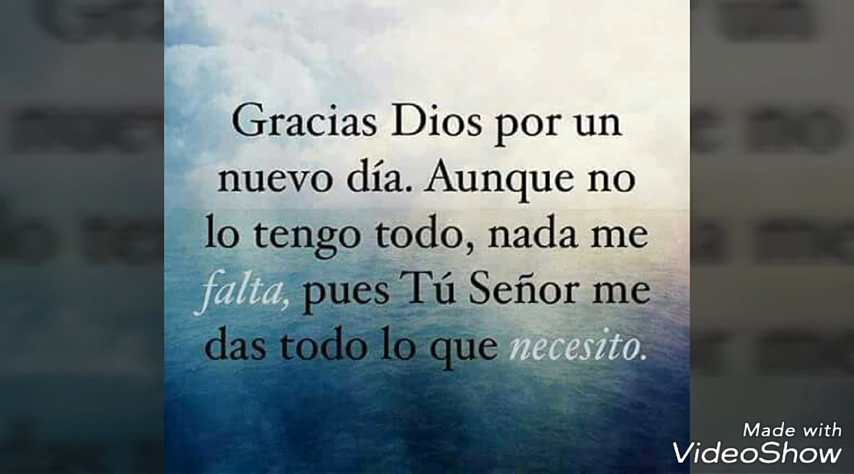 Gracias Dios por un
nuevo día. Aunque no
lo tengo todo, nada me
falta, pues Tú Señor me
das todo lo que necesito.
Made with
VideoShow